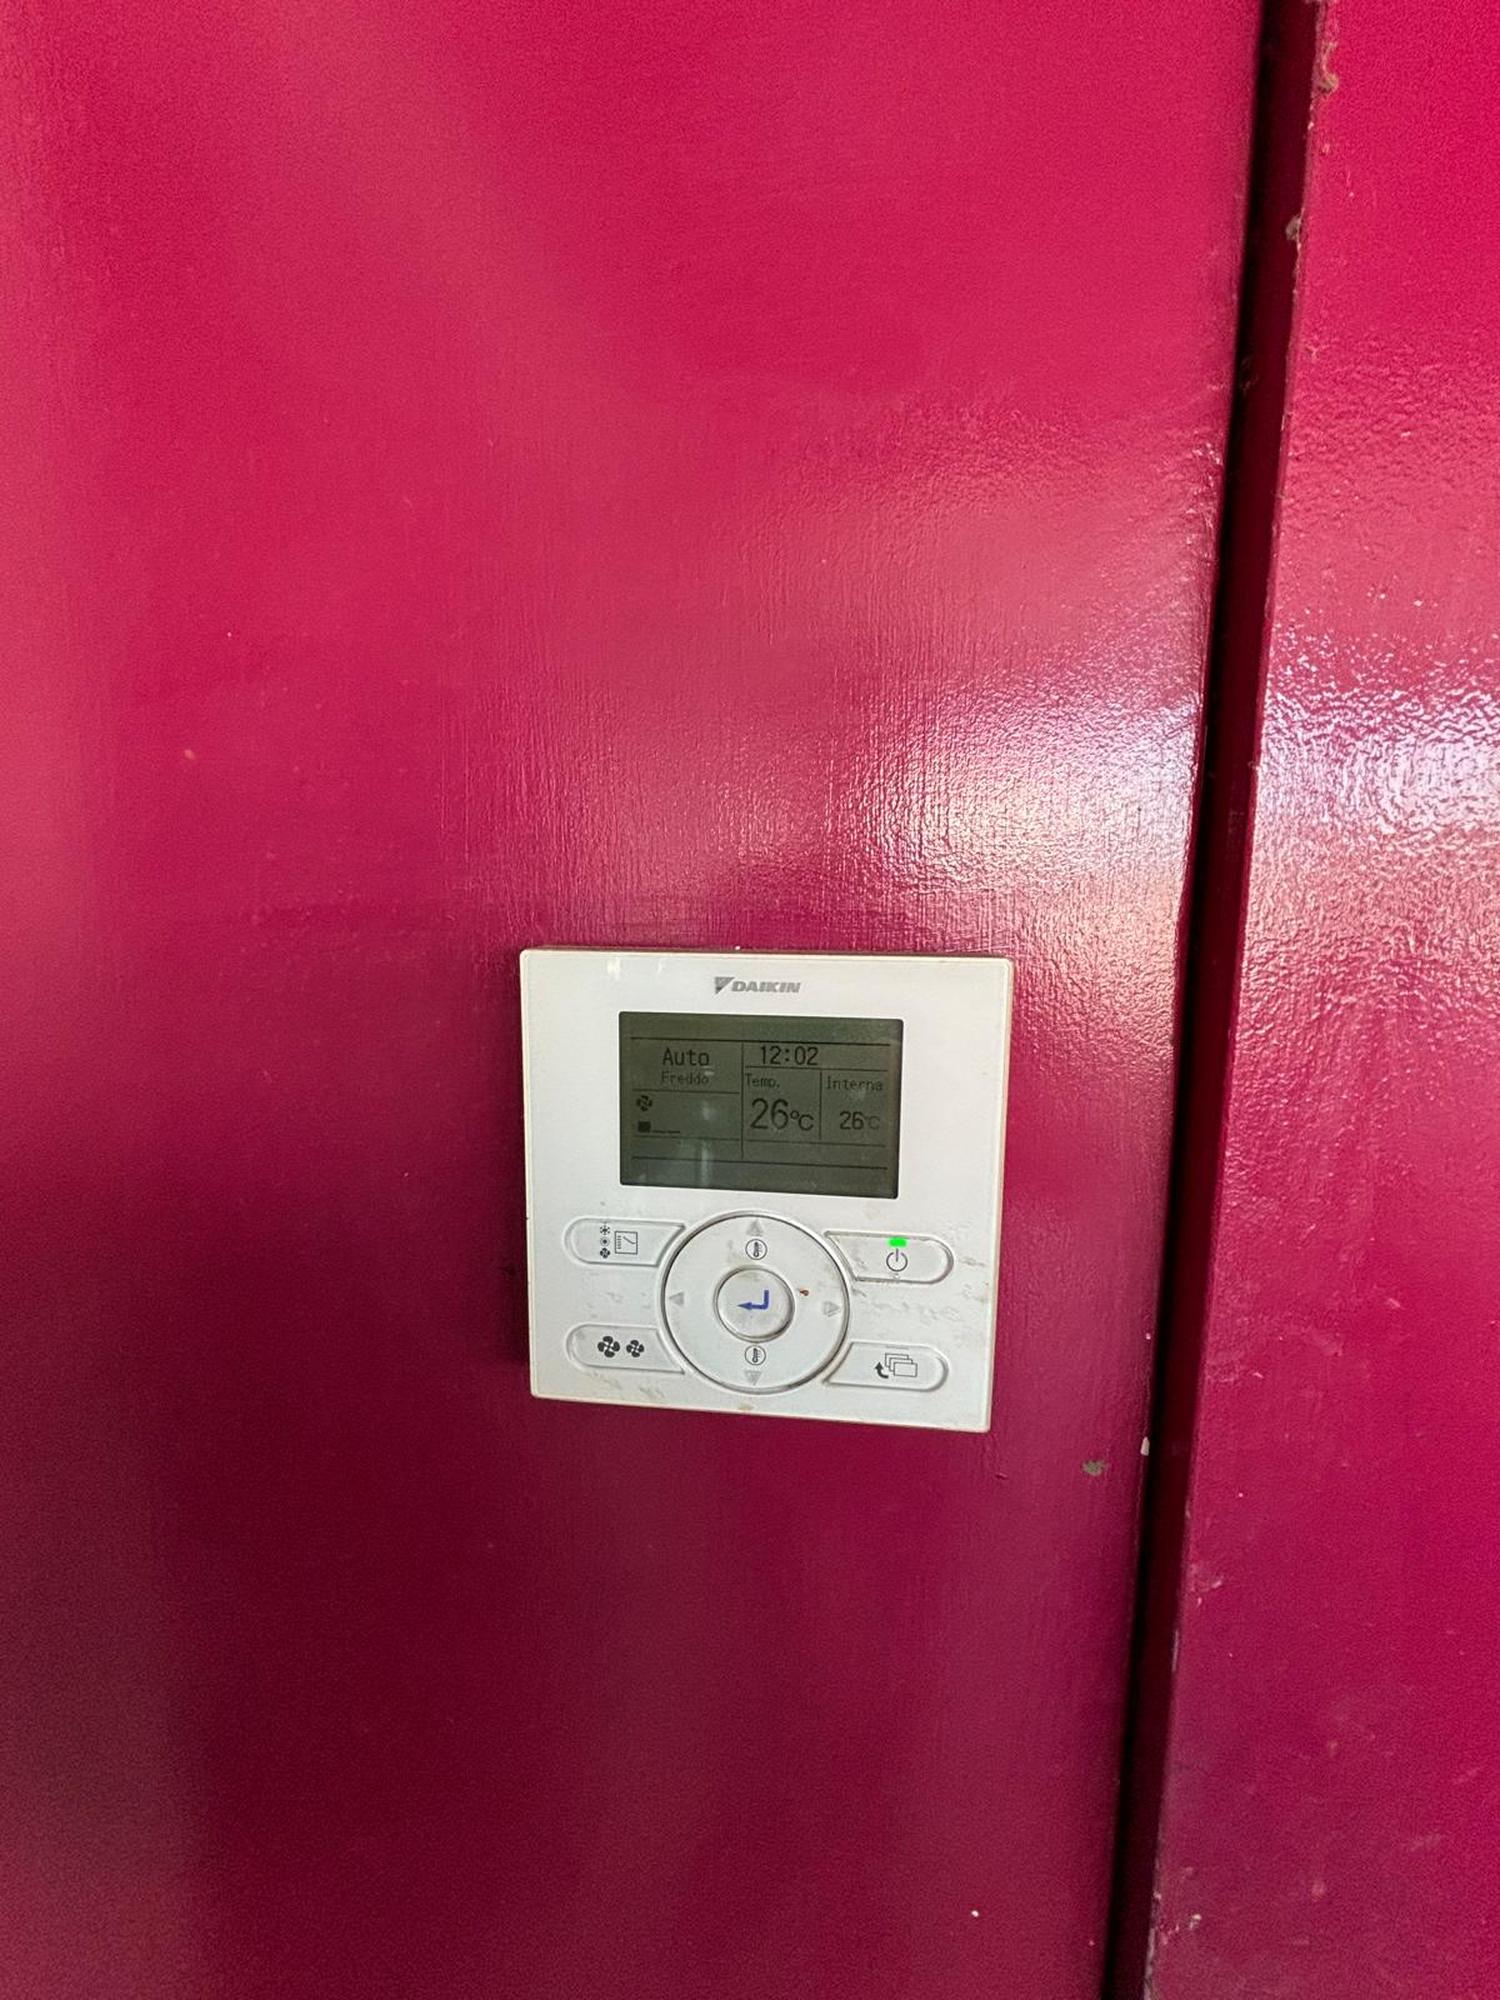 DAIKIN
Auto
Freddo
12:02
Temp.
26°C
Interna
26°C